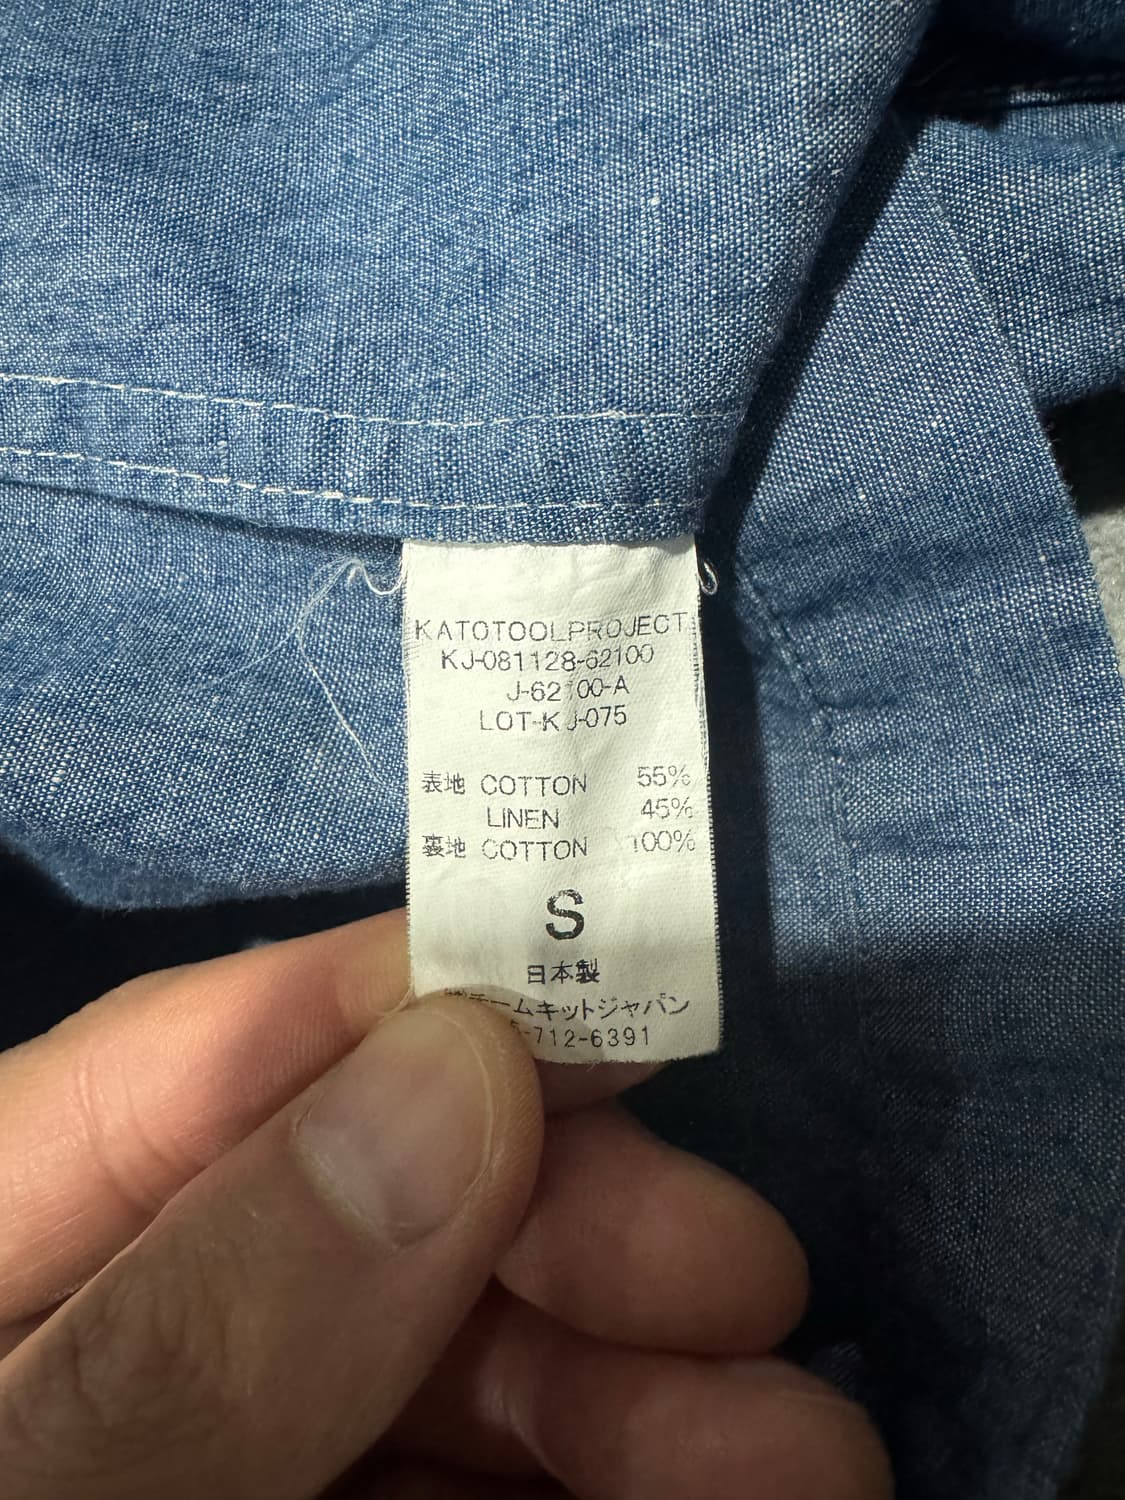 KATOTOOLPROJECT
KJ-081128-62100
J-62100-A
LOT-KJ-075
表地 COTTON 55%
LINEN 45%
裏地 COTTON 100%
S
日本製
チームキットジャパン
-712-6391